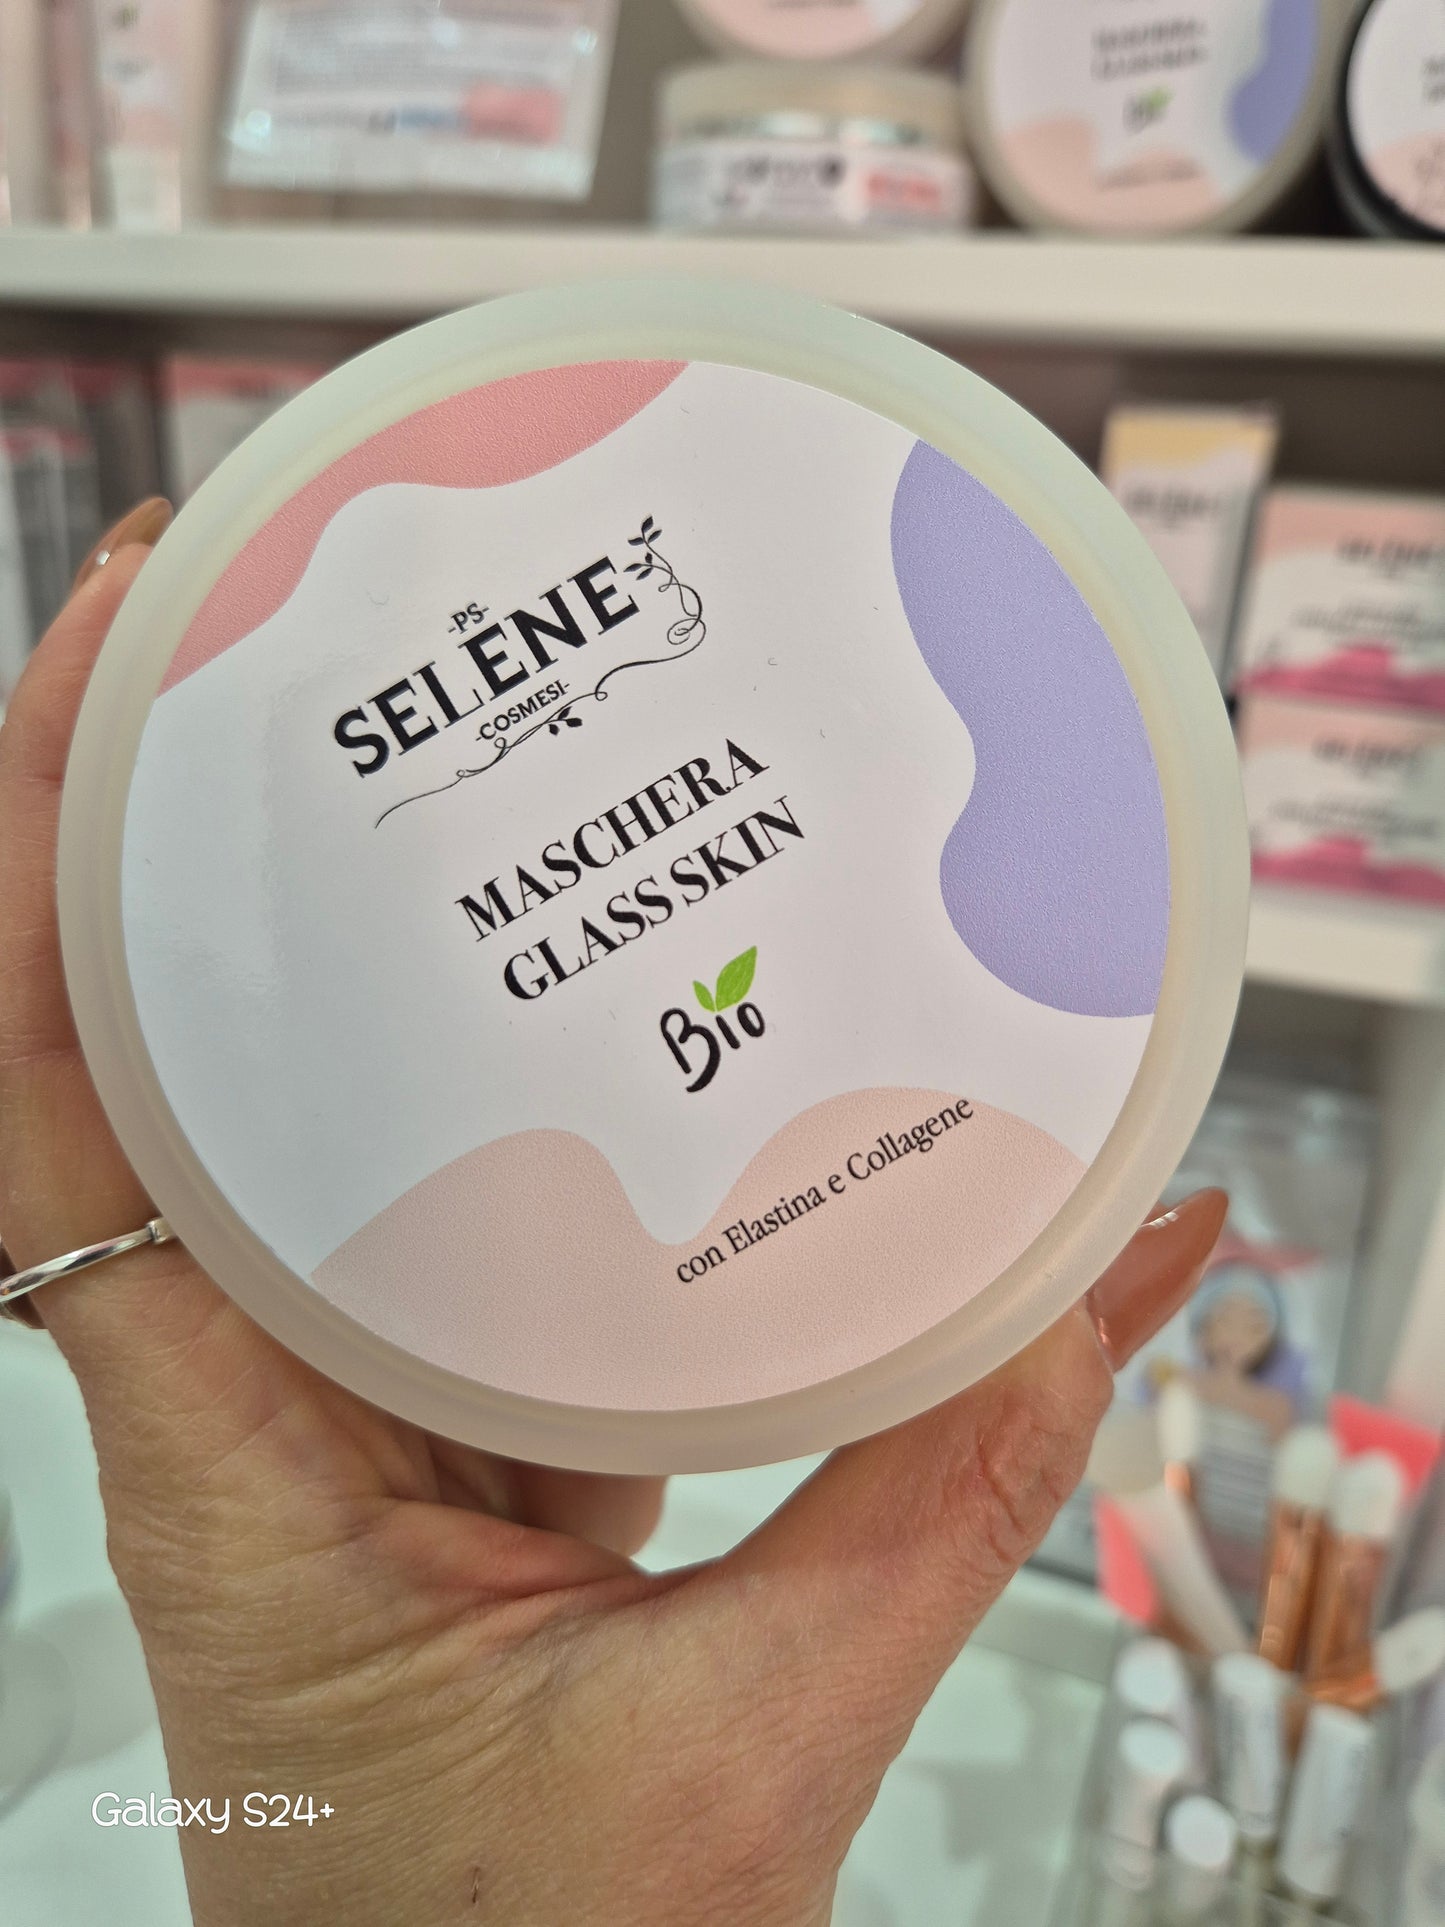 -PS-
SELENE
-COSMESI-
MASCHERA
GLASS SKIN
Bio
con Elastina e Collagene
Galaxy S24+